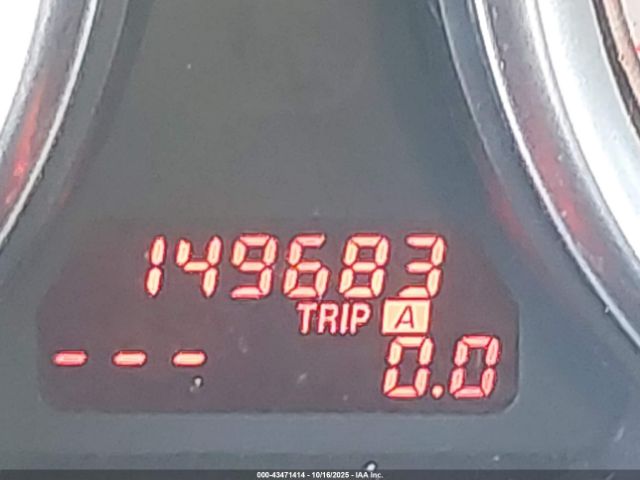 149683
TRIP A
--- 0.0
000-43471414 - 10/16/2025 - IAA Inc.